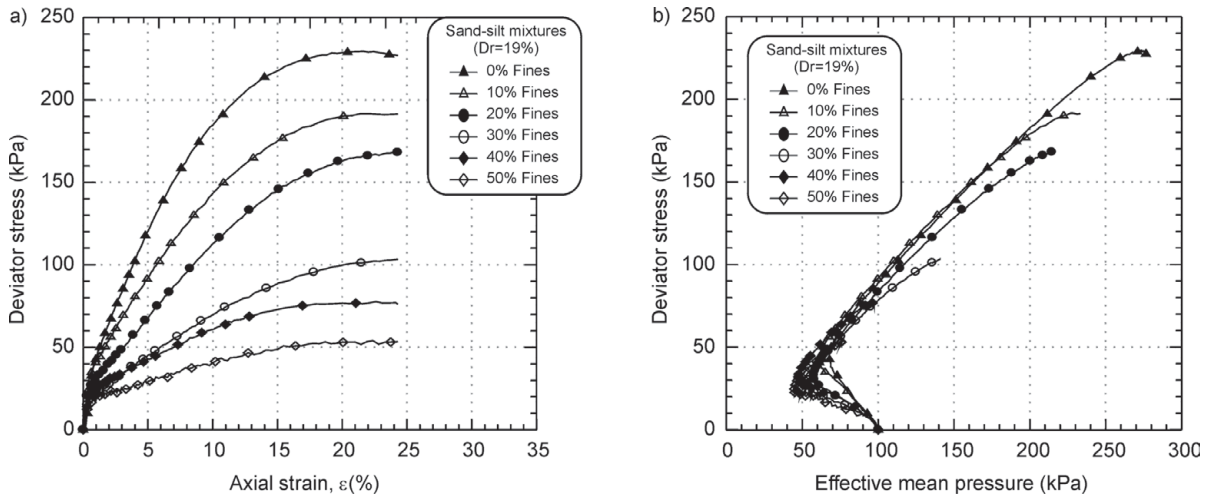 a)
250
200
150
100
50
0
Deviator stress (kPa)
0 5 10 15 20 25 30 35
Axial strain, ε(%)
Sand-silt mixtures
(Dr=19%)
0% Fines
10% Fines
20% Fines
30% Fines
40% Fines
50% Fines
b)
250
200
150
100
50
0
Deviator stress (kPa)
0 50 100 150 200 250 300
Effective mean pressure (kPa)
Sand-silt mixtures
(Dr=19%)
0% Fines
10% Fines
20% Fines
30% Fines
40% Fines
50% Fines